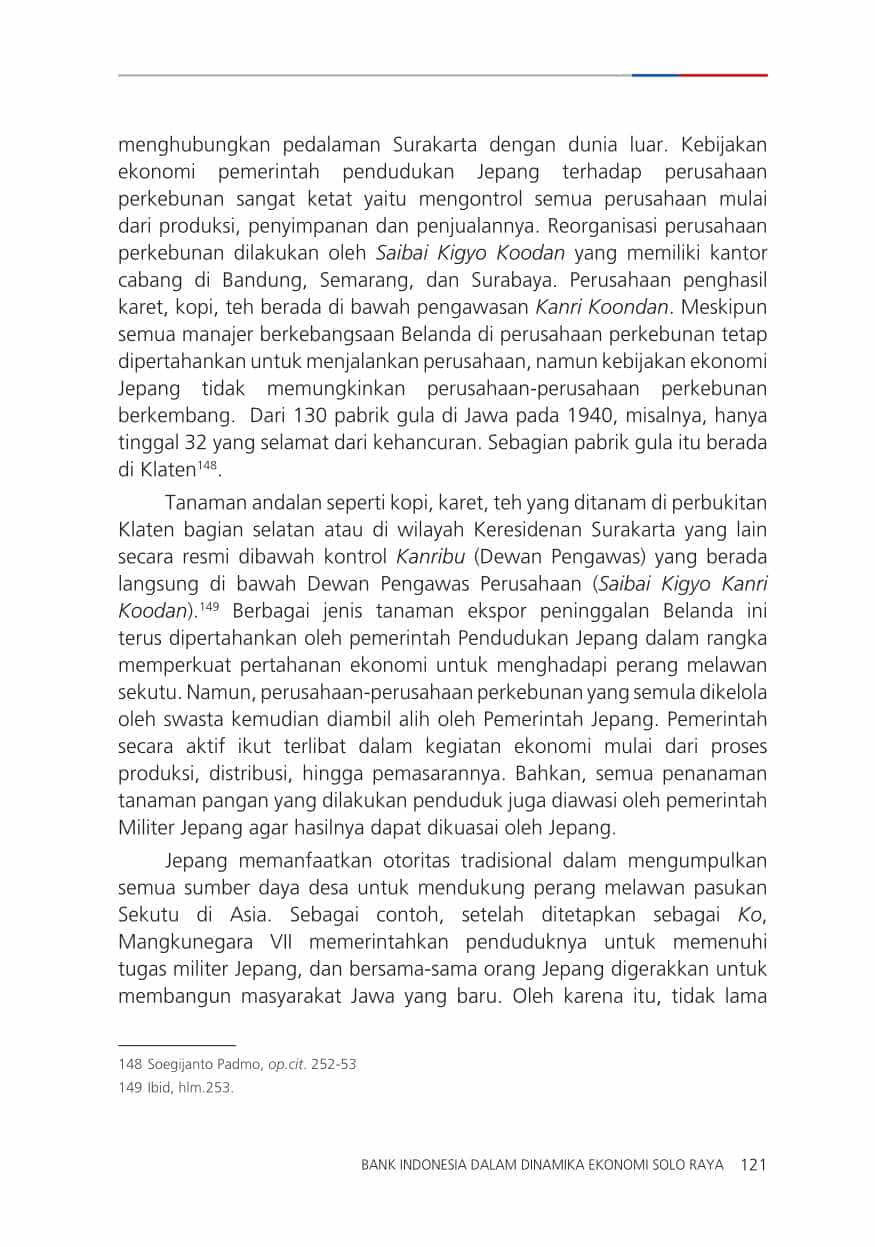 menghubungkan pedalaman Surakarta dengan dunia luar. Kebijakan
ekonomi pemerintah pendudukan Jepang terhadap perusahaan
perkebunan sangat ketat yaitu mengontrol semua perusahaan mulai
dari produksi, penyimpanan dan penjualannya. Reorganisasi perusahaan
perkebunan dilakukan oleh Saibai Kigyo Koodan yang memiliki kantor
cabang di Bandung, Semarang, dan Surabaya. Perusahaan penghasil
karet, kopi, teh berada di bawah pengawasan Kanri Koondan. Meskipun
semua manajer berkebangsaan Belanda di perusahaan perkebunan tetap
dipertahankan untuk menjalankan perusahaan, namun kebijakan ekonomi
Jepang tidak memungkinkan perusahaan-perusahaan perkebunan
berkembang.  Dari 130 pabrik gula di Jawa pada 1940, misalnya, hanya
tinggal 32 yang selamat dari kehancuran. Sebagian pabrik gula itu berada
di Klaten¹⁴⁸.
Tanaman andalan seperti kopi, karet, teh yang ditanam di perbukitan
Klaten bagian selatan atau di wilayah Keresidenan Surakarta yang lain
secara resmi dibawah kontrol Kanribu (Dewan Pengawas) yang berada
langsung di bawah Dewan Pengawas Perusahaan (Saibai Kigyo Kanri
Koodan).¹⁴⁹ Berbagai jenis tanaman ekspor peninggalan Belanda ini
terus dipertahankan oleh pemerintah Pendudukan Jepang dalam rangka
memperkuat pertahanan ekonomi untuk menghadapi perang melawan
sekutu. Namun, perusahaan-perusahaan perkebunan yang semula dikelola
oleh swasta kemudian diambil alih oleh Pemerintah Jepang. Pemerintah
secara aktif ikut terlibat dalam kegiatan ekonomi mulai dari proses
produksi, distribusi, hingga pemasarannya. Bahkan, semua penanaman
tanaman pangan yang dilakukan penduduk juga diawasi oleh pemerintah
Militer Jepang agar hasilnya dapat dikuasai oleh Jepang.
Jepang memanfaatkan otoritas tradisional dalam mengumpulkan
semua sumber daya desa untuk mendukung perang melawan pasukan
Sekutu di Asia. Sebagai contoh, setelah ditetapkan sebagai Ko,
Mangkunegara VII memerintahkan penduduknya untuk memenuhi
tugas militer Jepang, dan bersama-sama orang Jepang digerakkan untuk
membangun masyarakat Jawa yang baru. Oleh karena itu, tidak lama
148 Soegijanto Padmo, op.cit. 252-53
149 Ibid, hlm.253.
BANK INDONESIA DALAM DINAMIKA EKONOMI SOLO RAYA 121